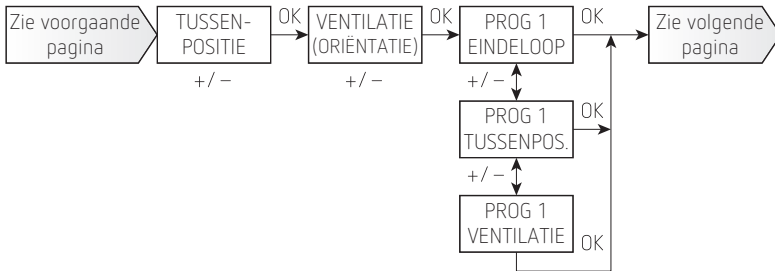 Zie voorgaande
pagina
TUSSEN-
POSITIE
OK
VENTILATIE
(ORIËNTATIE)
OK
PROG 1
EINDELOOP
OK
Zie volgende
pagina
+/–
+/–
+/–
PROG 1
TUSSENPOS.
OK
+/–
PROG 1
VENTILATIE
OK